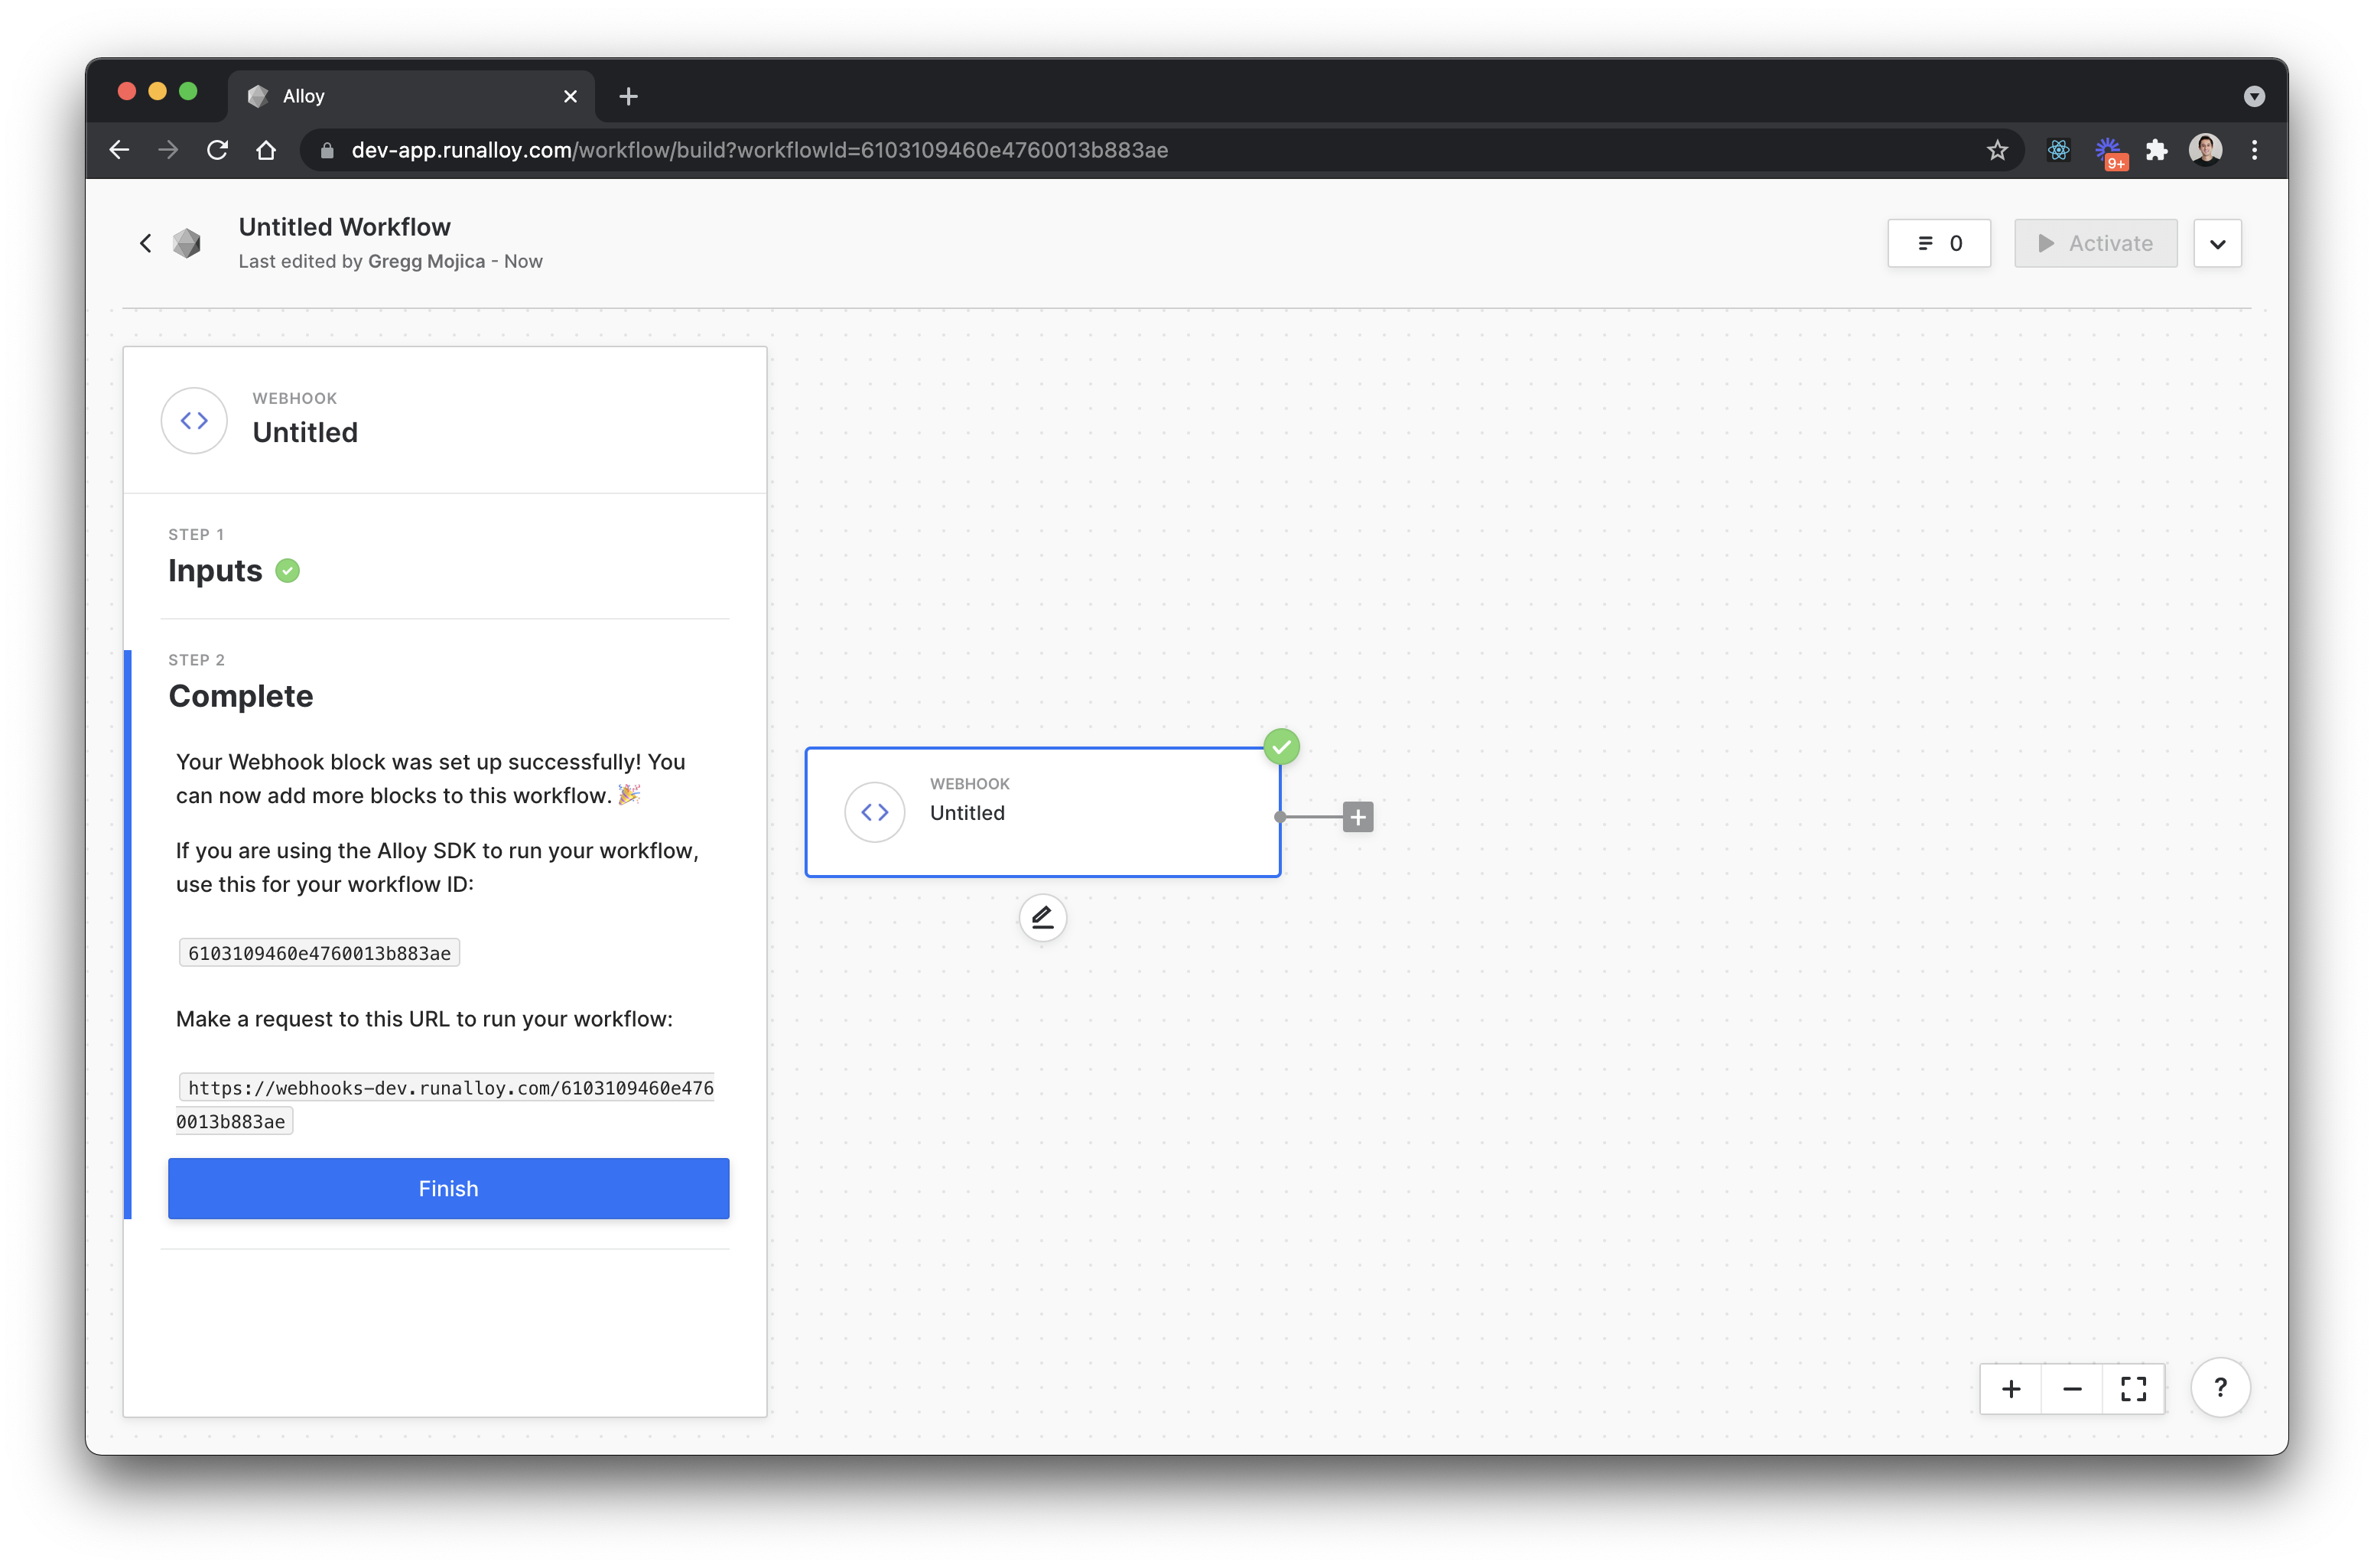 Alloy
dev-app.runalloy.com/workflow/build?workflowId=6103109460e4760013b883ae
9+
Untitled Workflow
Last edited by Gregg Mojica - Now
0
Activate
WEBHOOK
Untitled
STEP 1
Inputs
STEP 2
Complete
Your Webhook block was set up successfully! You
can now add more blocks to this workflow. 🎉
If you are using the Alloy SDK to run your workflow,
use this for your workflow ID:
6103109460e4760013b883ae
Make a request to this URL to run your workflow:
https://webhooks-dev.runalloy.com/6103109460e476
0013b883ae
Finish
WEBHOOK
Untitled
?